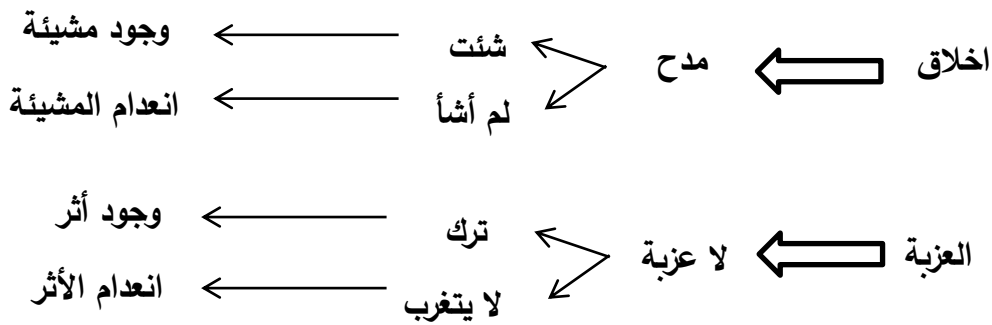 اخلاق مدح شئت وجود مشيئة
لم أشأ انعدام المشيئة
العزبة لا عزبة ترك وجود أثر
لا يتغرب انعدام الأثر